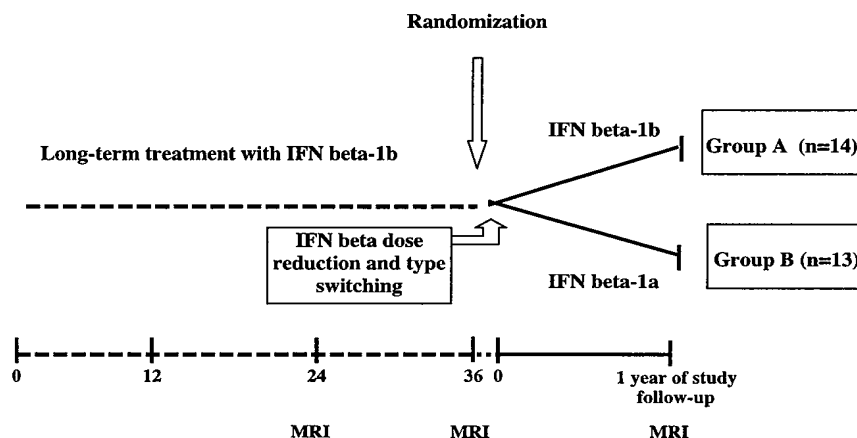 Randomization
IFN beta-1b
Group A (n=14)
Long-term treatment with IFN beta-1b
IFN beta dose
reduction and type
switching
Group B (n=13)
IFN beta-1a
0
12
24
36
0
1 year of study
follow-up
MRI
MRI
MRI